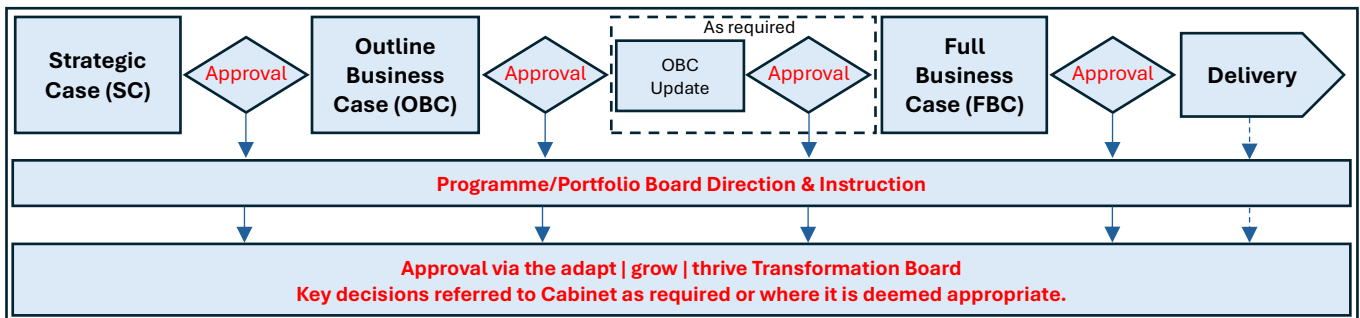 Strategic
Case (SC)
Approval
Outline
Business
Case (OBC)
Approval
As required
OBC
Update
Approval
Full
Business
Case (FBC)
Approval
Delivery
Programme/Portfolio Board Direction & Instruction
Approval via the adapt | grow | thrive Transformation Board
Key decisions referred to Cabinet as required or where it is deemed appropriate.